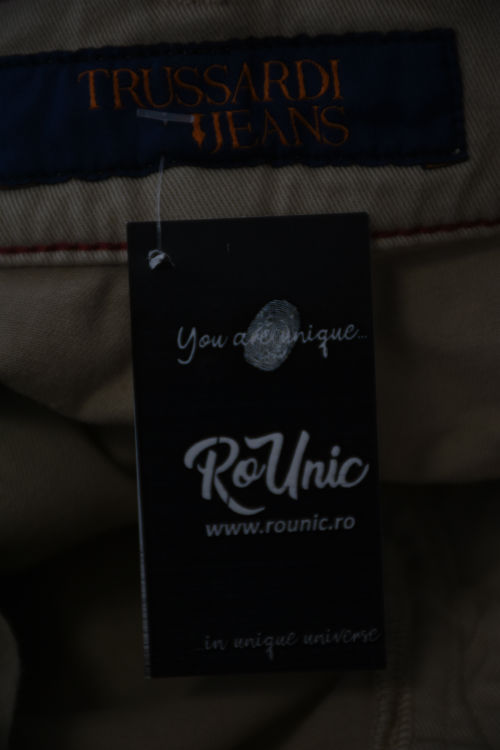 TRUSSARDI
JEANS
You are unique...
RoUnic
www.rounic.ro
...in unique universe